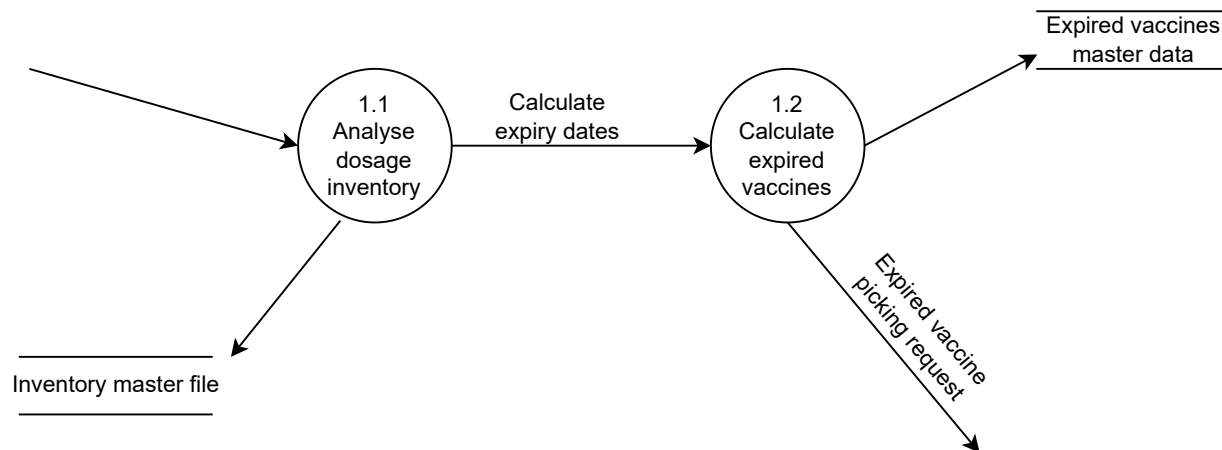 1.1
Analyse
dosage
inventory
Calculate
expiry dates
1.2
Calculate
expired
vaccines
Expired vaccines
master data
Expired vaccine
picking request
Inventory master file